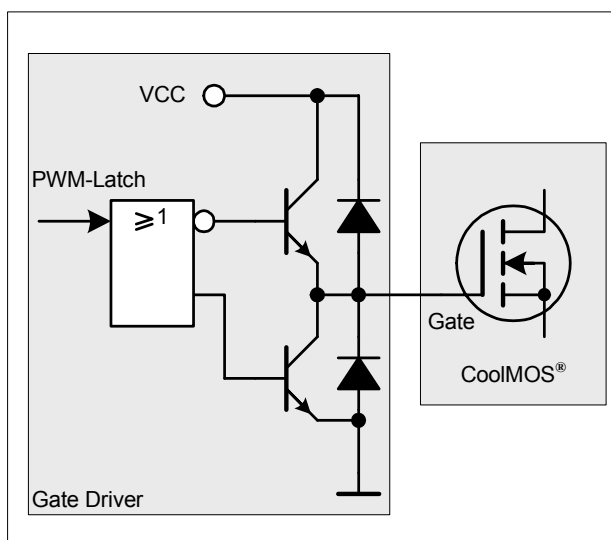 VCC
PWM-Latch
≥1
Gate
CoolMOS®
Gate Driver